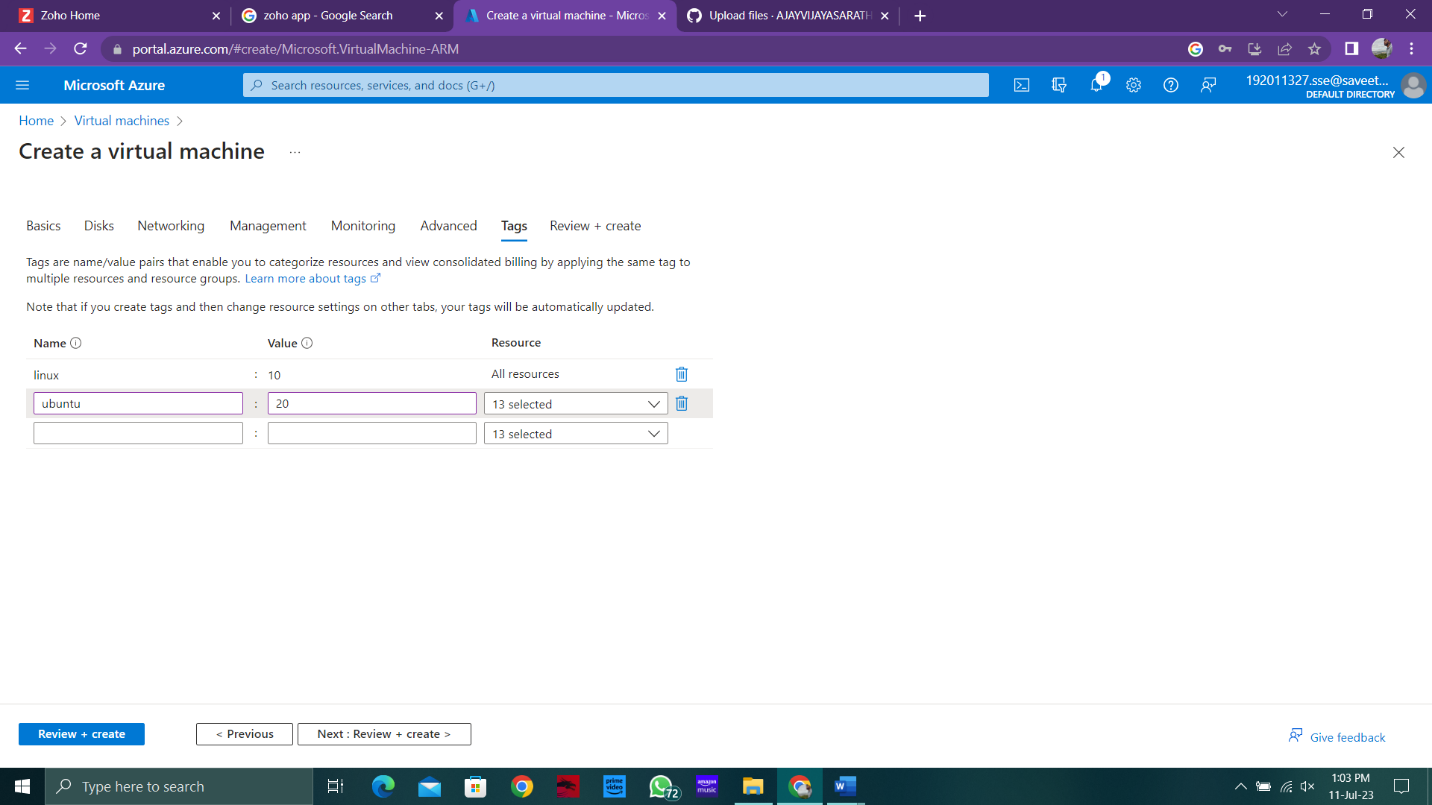 Zoho Home
zoho app - Google Search
Create a virtual machine - Micros
Upload files · AJAYVIJAYASARATH
portal.azure.com/#create/Microsoft.VirtualMachine-ARM
Microsoft Azure
Search resources, services, and docs (G+/)
1
192011327.sse@saveet...
DEFAULT DIRECTORY
Home > Virtual machines >
Create a virtual machine ...
Basics Disks Networking Management Monitoring Advanced Tags Review + create
Tags are name/value pairs that enable you to categorize resources and view consolidated billing by applying the same tag to
multiple resources and resource groups. Learn more about tags
Note that if you create tags and then change resource settings on other tabs, your tags will be automatically updated.
Name Value Resource
linux : 10 All resources
ubuntu : 20 13 selected
: 13 selected
Review + create < Previous Next : Review + create >
Give feedback
Type here to search
prime video
72
amazon music
1:03 PM
11-Jul-23